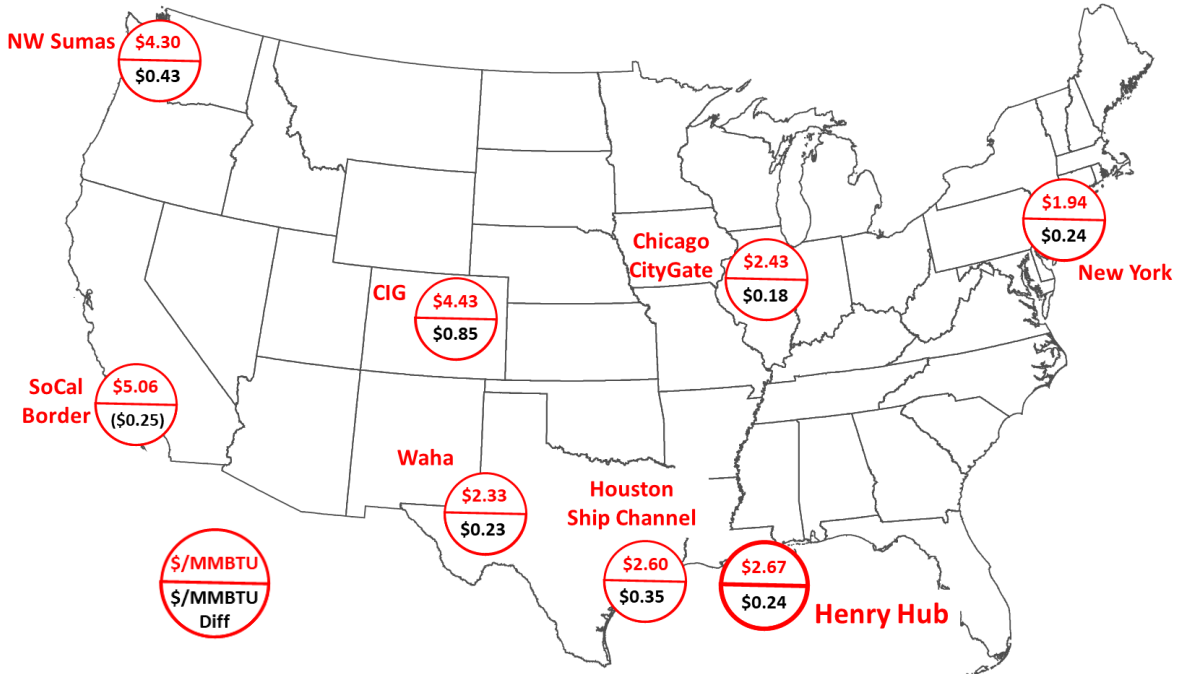 NW Sumas
$4.30
$0.43
$1.94
$0.24
New York
Chicago
CityGate
$2.43
$0.18
CIG
$4.43
$0.85
SoCal
Border
$5.06
($0.25)
Waha
$2.33
$0.23
Houston
Ship Channel
$2.60
$0.35
$2.67
$0.24
Henry Hub
$/MMBTU
$/MMBTU
Diff